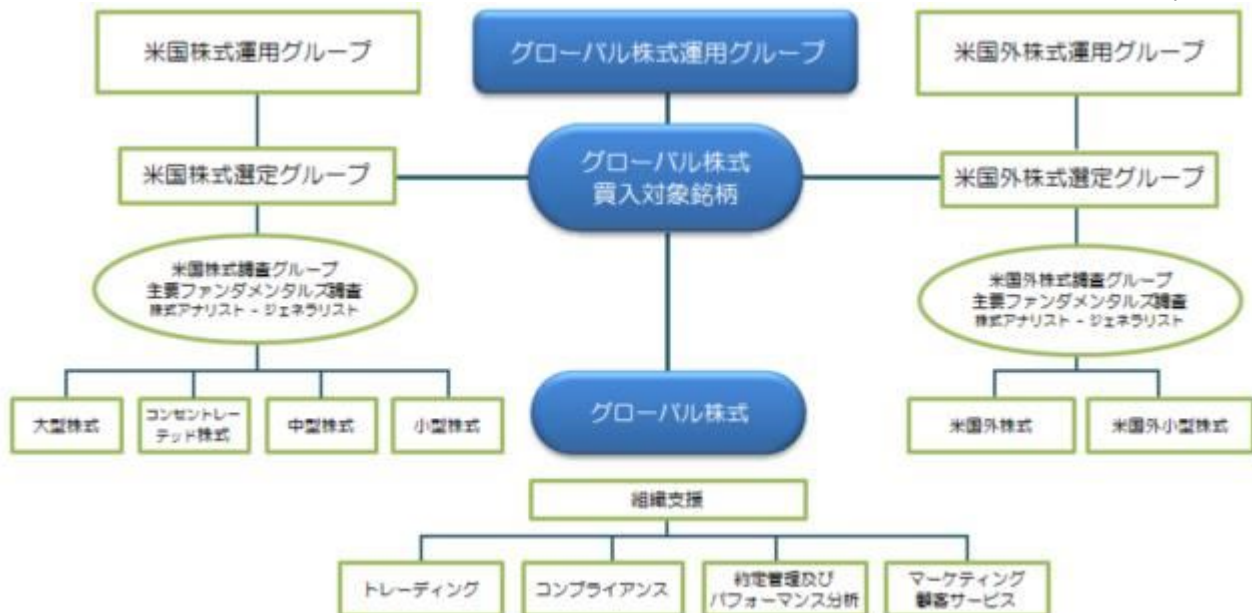 米国株式運用グループ
グローバル株式運用グループ
米国外株式運用グループ
米国株式選定グループ
グローバル株式
買入対象銘柄
米国外株式選定グループ
米国株式調査グループ
主要ファンダメンタルズ調査
株式アナリスト - ジェネラリスト
米国外株式調査グループ
主要ファンダメンタルズ調査
株式アナリスト - ジェネラリスト
大型株式
コンセントレー
テッド株式
中型株式
小型株式
グローバル株式
米国外株式
米国外小型株式
組織支援
トレーディング
コンプライアンス
約定管理及び
パフォーマンス分析
マーケティング
顧客サービス